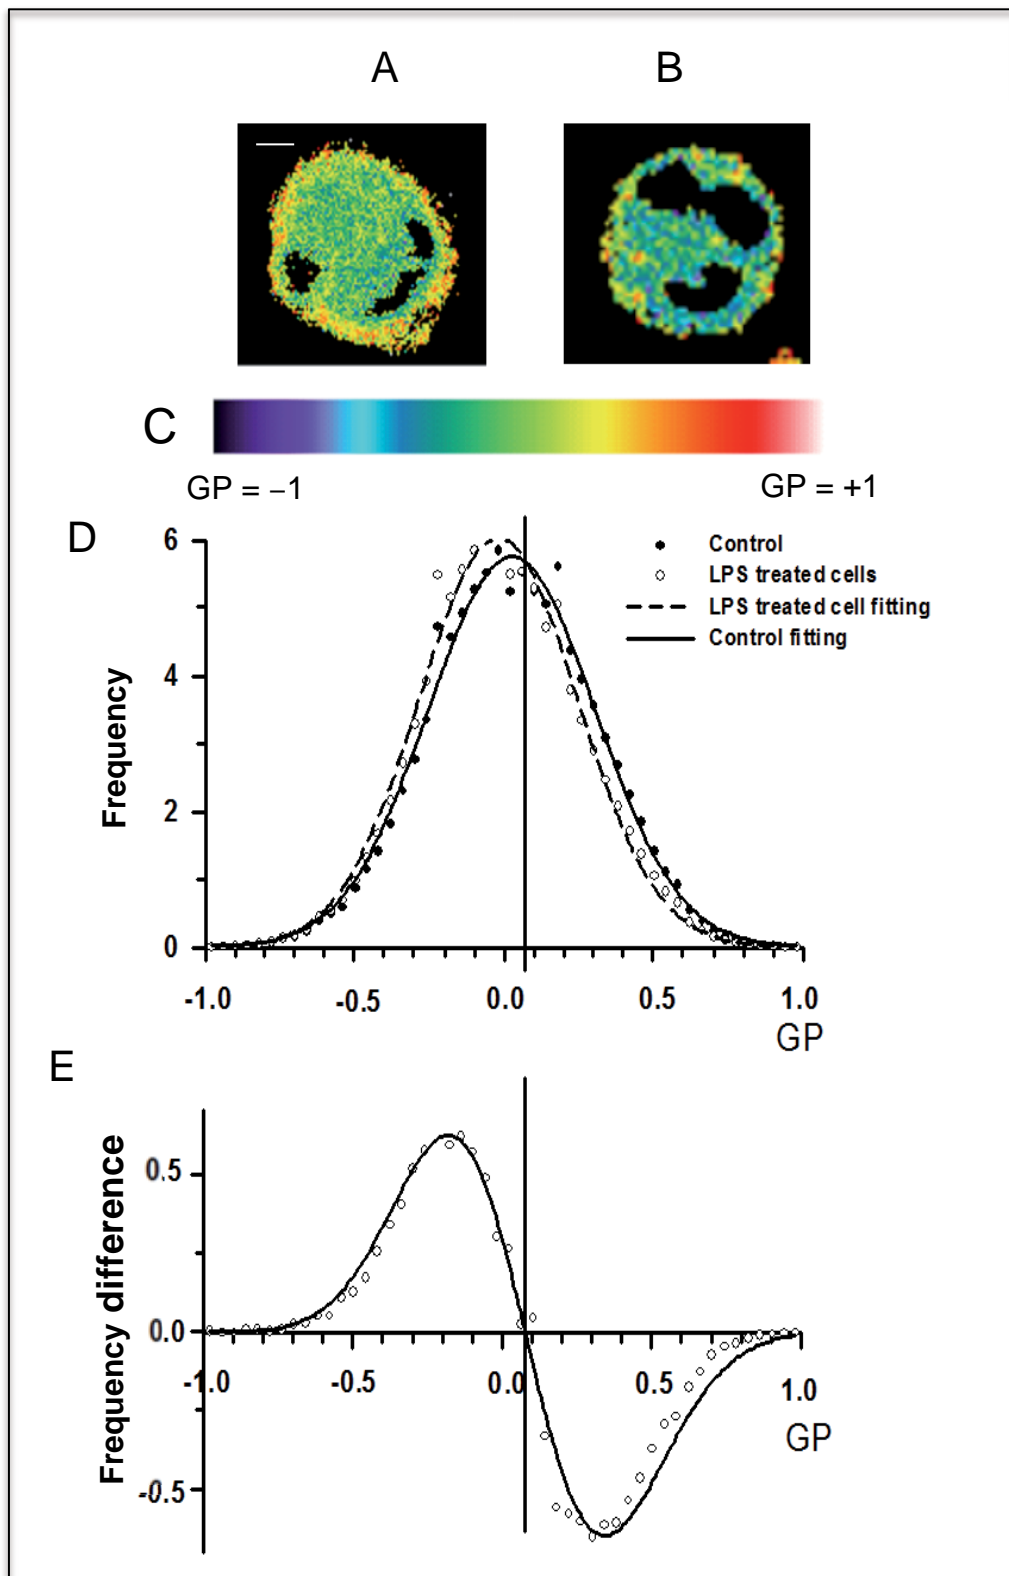 A
B
C
GP = –1
GP = +1
D
6
4
2
0
Frequency
Control
LPS treated cells
LPS treated cell fitting
Control fitting
-1.0
-0.5
0.0
0.5
1.0
GP
E
0.5
0.0
-0.5
Frequency difference
-1.0
-0.5
0.0
0.5
1.0
GP